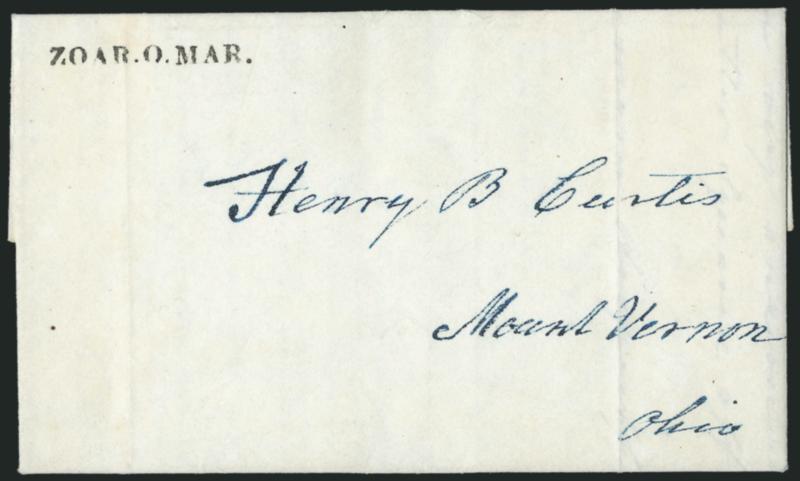 ZOAR.O.MAR.
Henry B Curtis
Mount Vernon
Ohio